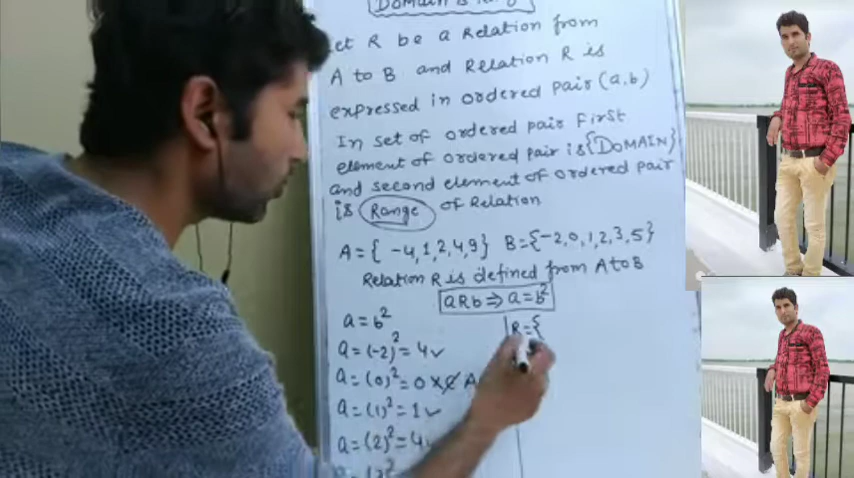 Domain is
Let R be a Relation from
A to B and Relation R is
expressed in ordered pair (a,b)
In set of ordered pair First
element of ordered pair is {DOMAIN}
and second element of ordered pair
is Range of Relation
A = { -4,1,2,4,9} B={-2,0,1,2,3,5}
Relation R is defined from A to B
aRb ⇒ a=b²
a = b²
a = (-2)² = 4 ✓
a = (0)² = 0 × ∉ A
a = (1)² = 1 ✓
a = (2)² = 4 ✓
R = {